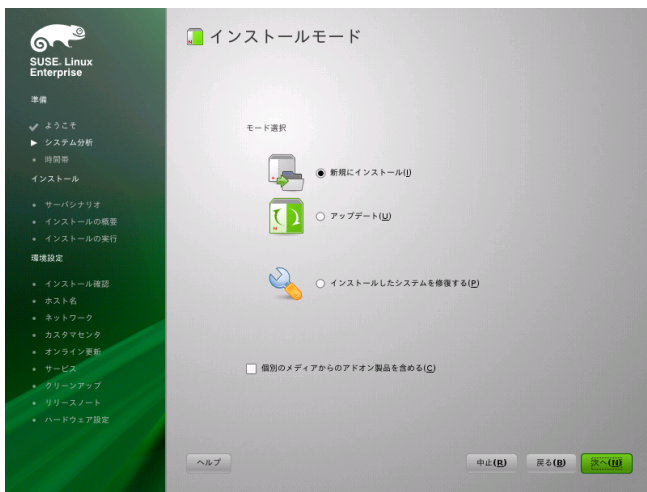 SUSE® Linux
Enterprise
準備
ようこそ
システム分析
時間帯
インストール
サーバシナリオ
インストールの概要
インストールの実行
環境設定
インストール確認
ホスト名
ネットワーク
カスタマセンタ
オンライン更新
サービス
クリーンアップ
リリースノート
ハードウェア設定
インストールモード
モード選択
新規にインストール(I)
アップデート(U)
インストールしたシステムを修復する(P)
個別のメディアからのアドオン製品を含める(C)
ヘルプ
中止(R) 戻る(B) 次へ(N)